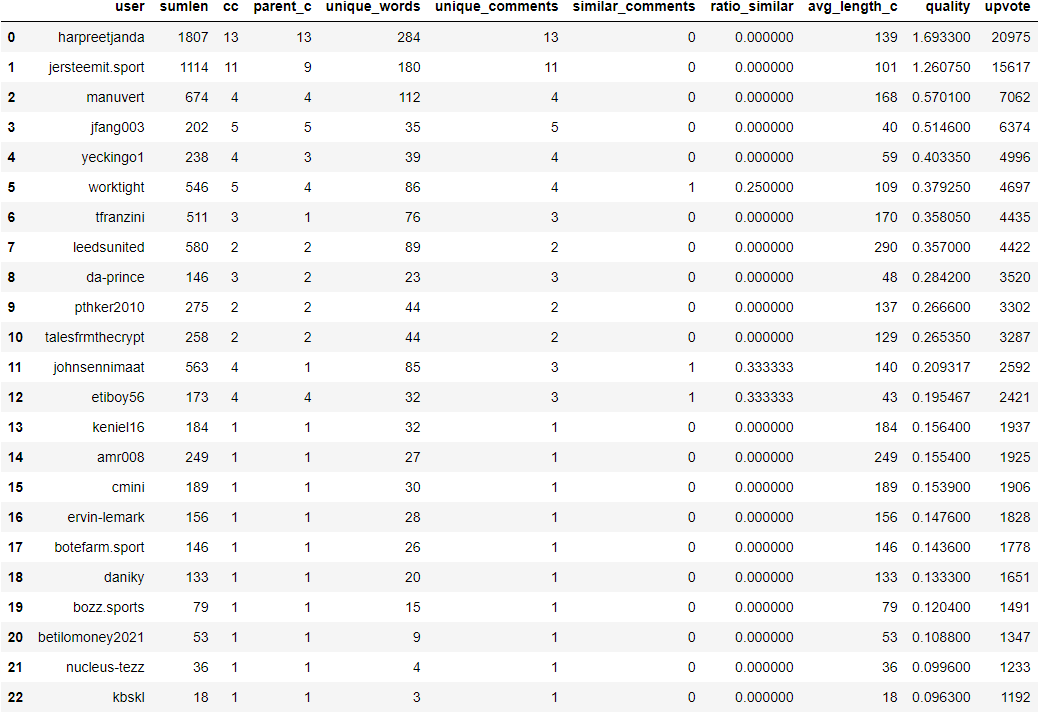 user sumlen cc parent_c unique_words unique_comments similar_comments ratio_similar avg_length_c quality upvote
0 harpreetjanda 1807 13 13 284 13 0 0.000000 139 1.693300 20975
1 jersteemit.sport 1114 11 9 180 11 0 0.000000 101 1.260750 15617
2 manuvert 674 4 4 112 4 0 0.000000 168 0.570100 7062
3 jfang003 202 5 5 35 5 0 0.000000 40 0.514600 6374
4 yeckingo1 238 4 3 39 4 0 0.000000 59 0.403350 4996
5 worktight 546 5 4 86 4 1 0.250000 109 0.379250 4697
6 tfranzini 511 3 1 76 3 0 0.000000 170 0.358050 4435
7 leedsunited 580 2 2 89 2 0 0.000000 290 0.357000 4422
8 da-prince 146 3 2 23 3 0 0.000000 48 0.284200 3520
9 pthker2010 275 2 2 44 2 0 0.000000 137 0.266600 3302
10 talesfrmthecrypt 258 2 2 44 2 0 0.000000 129 0.265350 3287
11 johnsennimaat 563 4 1 85 3 1 0.333333 140 0.209317 2592
12 etiboy56 173 4 4 32 3 1 0.333333 43 0.195467 2421
13 keniel16 184 1 1 32 1 0 0.000000 184 0.156400 1937
14 amr008 249 1 1 27 1 0 0.000000 249 0.155400 1925
15 cmini 189 1 1 30 1 0 0.000000 189 0.153900 1906
16 ervin-lemark 156 1 1 28 1 0 0.000000 156 0.147600 1828
17 botefarm.sport 146 1 1 26 1 0 0.000000 146 0.143600 1778
18 daniky 133 1 1 20 1 0 0.000000 133 0.133300 1651
19 bozz.sports 79 1 1 15 1 0 0.000000 79 0.120400 1491
20 betilomoney2021 53 1 1 9 1 0 0.000000 53 0.108800 1347
21 nucleus-tezz 36 1 1 4 1 0 0.000000 36 0.099600 1233
22 kbskl 18 1 1 3 1 0 0.000000 18 0.096300 1192